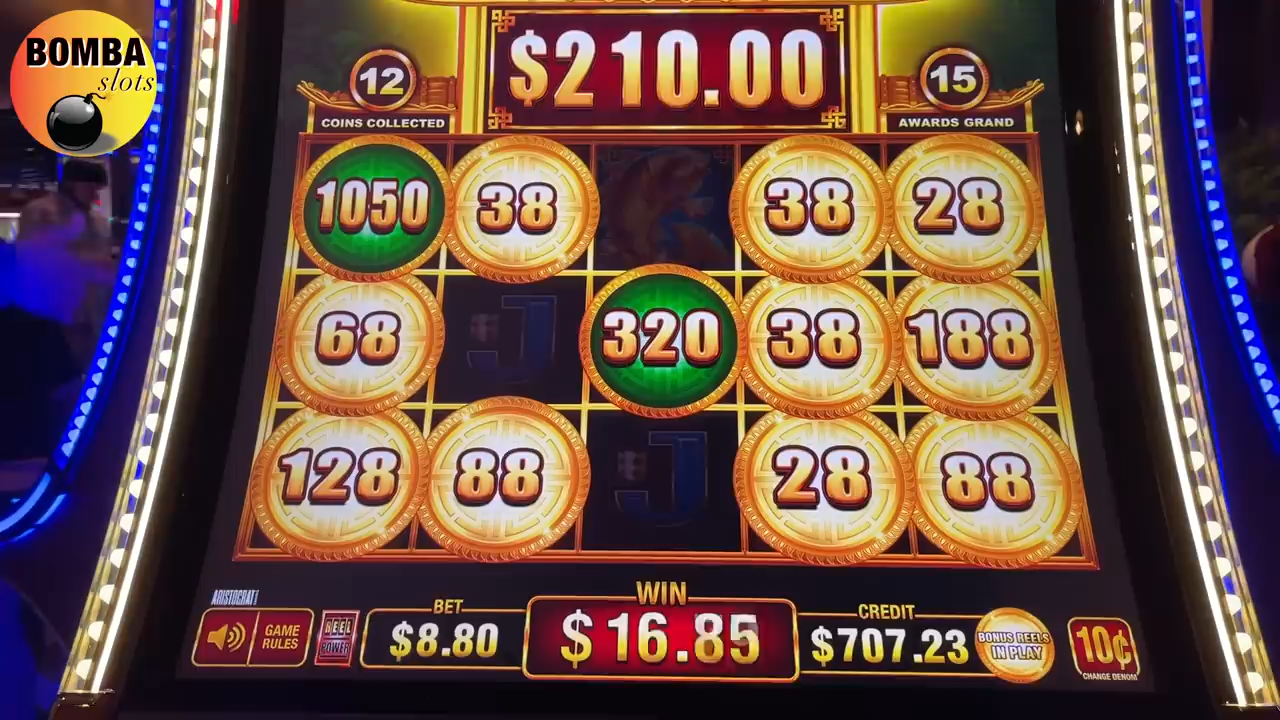 BOMBA
slots
$210.00
12
COINS COLLECTED
15
AWARDS GRAND
1050
38
38
28
68
J
320
38
188
128
88
J
28
88
ARISTOCRAT
GAME
RULES
REEL
POWER
BET
$8.80
WIN
$16.85
CREDIT
$707.23
BONUS REELS
IN PLAY
10¢
CHANGE DENOM